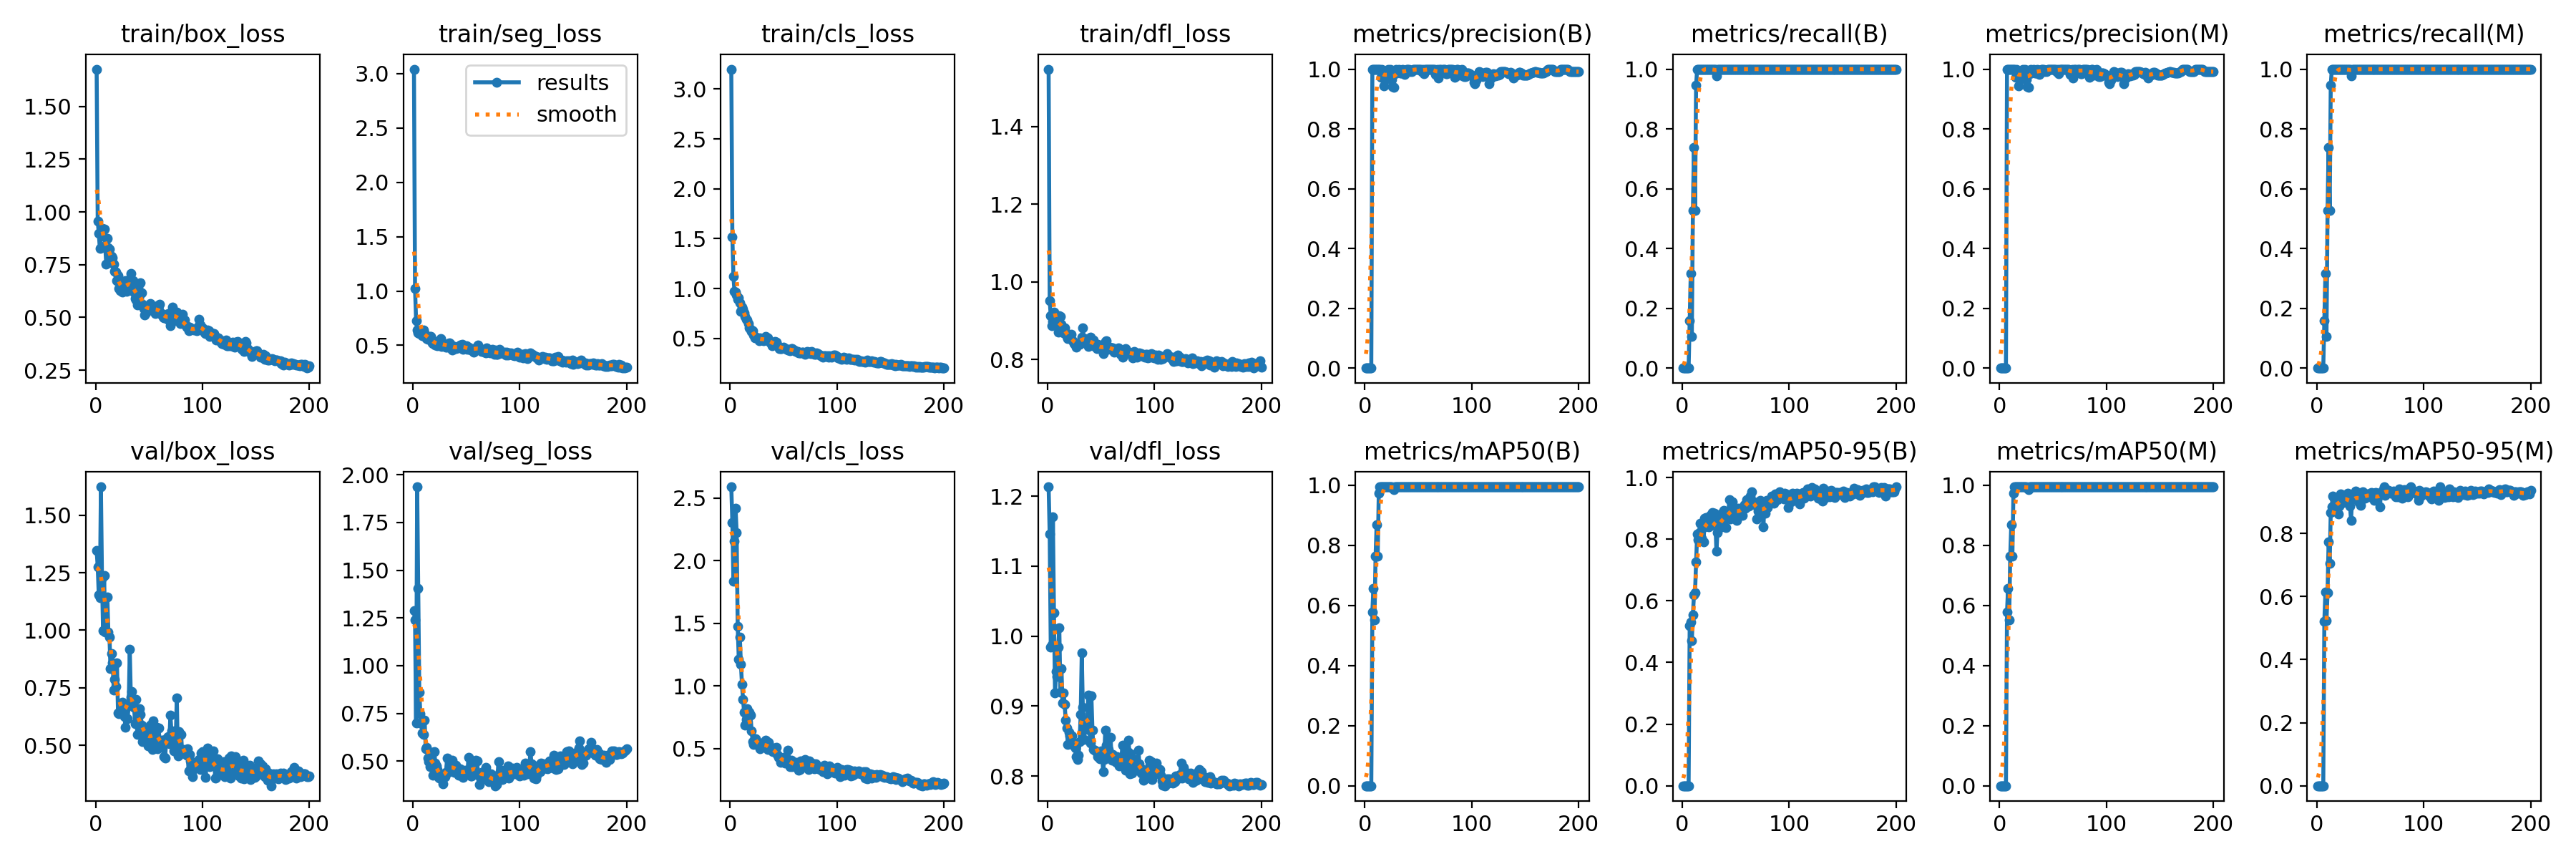 train/box_loss
train/seg_loss
train/cls_loss
train/dfl_loss
metrics/precision(B)
metrics/recall(B)
metrics/precision(M)
metrics/recall(M)
results
smooth
1.50
1.25
1.00
0.75
0.50
0.25
0 100 200
3.0
2.5
2.0
1.5
1.0
0.5
0 100 200
3.0
2.5
2.0
1.5
1.0
0.5
0 100 200
1.4
1.2
1.0
0.8
0 100 200
1.0
0.8
0.6
0.4
0.2
0.0
0 100 200
1.0
0.8
0.6
0.4
0.2
0.0
0 100 200
1.0
0.8
0.6
0.4
0.2
0.0
0 100 200
1.0
0.8
0.6
0.4
0.2
0.0
0 100 200
val/box_loss
val/seg_loss
val/cls_loss
val/dfl_loss
metrics/mAP50(B)
metrics/mAP50-95(B)
metrics/mAP50(M)
metrics/mAP50-95(M)
1.50
1.25
1.00
0.75
0.50
0 100 200
2.00
1.75
1.50
1.25
1.00
0.75
0.50
0 100 200
2.5
2.0
1.5
1.0
0.5
0 100 200
1.2
1.1
1.0
0.9
0.8
0 100 200
1.0
0.8
0.6
0.4
0.2
0.0
0 100 200
1.0
0.8
0.6
0.4
0.2
0.0
0 100 200
1.0
0.8
0.6
0.4
0.2
0.0
0 100 200
0.8
0.6
0.4
0.2
0.0
0 100 200